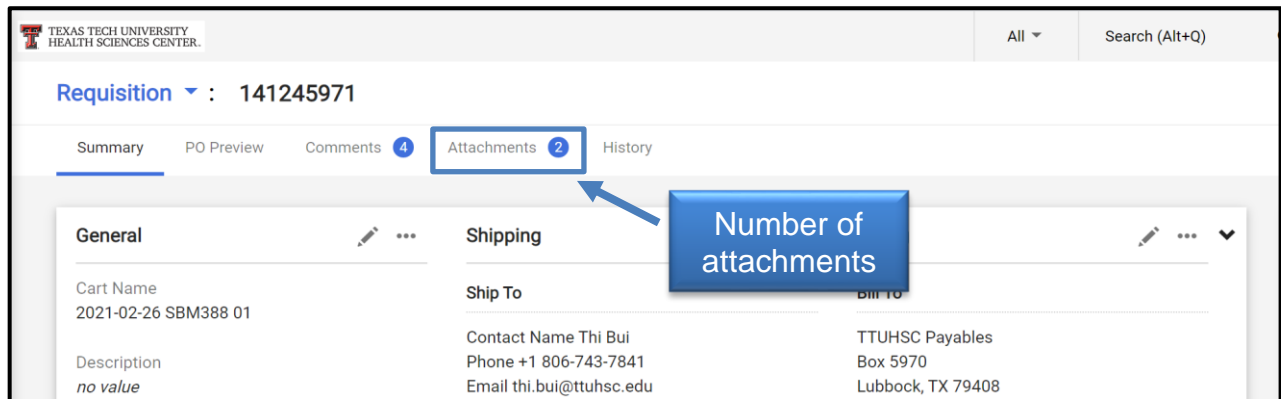 TEXAS TECH UNIVERSITY
HEALTH SCIENCES CENTER.
All
Search (Alt+Q)
Requisition : 141245971
Summary
PO Preview
Comments 4
Attachments 2
History
Number of
attachments
General
Cart Name
2021-02-26 SBM388 01
Description
no value
Shipping
Ship To
Contact Name Thi Bui
Phone +1 806-743-7841
Email thi.bui@ttuhsc.edu
Bill To
TTUHSC Payables
Box 5970
Lubbock, TX 79408